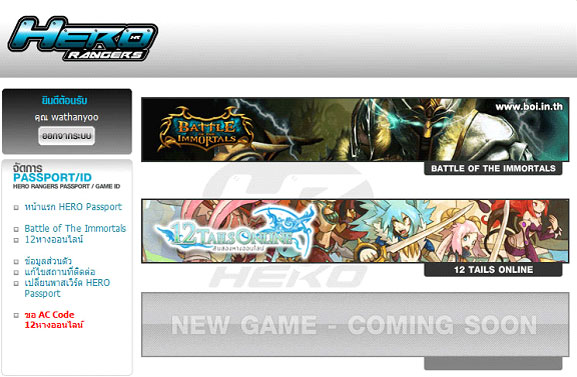 HERO
RANGERS
ยินดีต้อนรับ
คุณ wathanyoo
ออกจากระบบ
จัดการ
PASSPORT/ID
HERO RANGERS PASSPORT / GAME ID
หน้าแรก HERO Passport
Battle of The Immortals
12หางออนไลน์
ข้อมูลส่วนตัว
แก้ไขสถานที่ติดต่อ
เปลี่ยนพาสเวิร์ด HERO
Passport
ขอ AC Code
12หางออนไลน์
BATTLE
OF THE
IMMORTALS
www.boi.in.th
BATTLE OF THE IMMORTALS
12 TAILS ONLINE
12 TAILS ONLINE
HERO
NEW GAME - COMING SOON